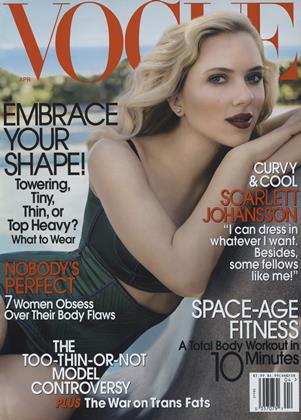 VOGUE
APR
EMBRACE
YOUR
SHAPE!
Towering,
Tiny,
Thin, or
Top Heavy?
What to Wear
NOBODY'S
PERFECT
7 Women Obsess
Over Their Body Flaws
THE
TOO-THIN-OR-NOT
MODEL
CONTROVERSY
PLUS The War on Trans Fats
CURVY
& COOL
SCARLETT
JOHANSSON
"I can dress in
whatever I want.
Besides,
some fellows
like me!"
SPACE-AGE
FITNESS
A Total Body Workout in
10 Minutes